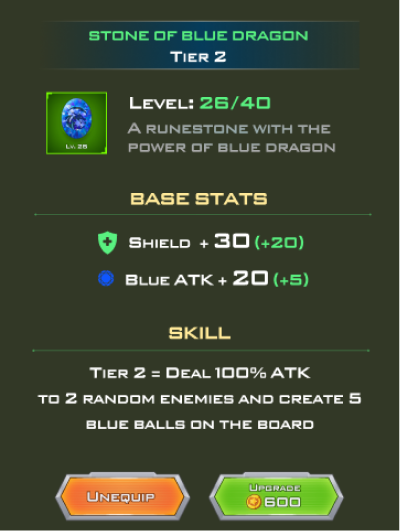 STONE OF BLUE DRAGON
TIER 2
LEVEL: 26/40
A RUNESTONE WITH THE
POWER OF BLUE DRAGON
Lv. 26
BASE STATS
SHIELD + 30 (+20)
BLUE ATK + 20 (+5)
SKILL
TIER 2 = DEAL 100% ATK
TO 2 RANDOM ENEMIES AND CREATE 5
BLUE BALLS ON THE BOARD
UNEQUIP
UPGRADE
600